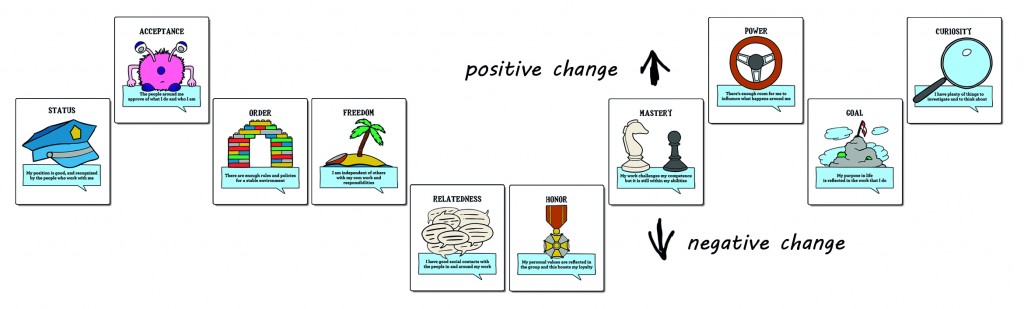 STATUS
My position is good, and recognized
by the people who work with me
ACCEPTANCE
The people around me
approve of what I do and who I am
ORDER
There are enough rules and policies
for a stable environment
FREEDOM
I am independent of others
with my own work and
responsibilities
RELATEDNESS
I have good social contacts with
the people in and around my work
HONOR
My personal values are reflected in
the group and this boosts my loyalty
positive change
negative change
MASTERY
My work challenges my competence
but it is still within my abilities
POWER
There's enough room for me to
influence what happens around me
GOAL
My purpose in life
is reflected in the work that I do
CURIOSITY
I have plenty of things to
investigate and to think about